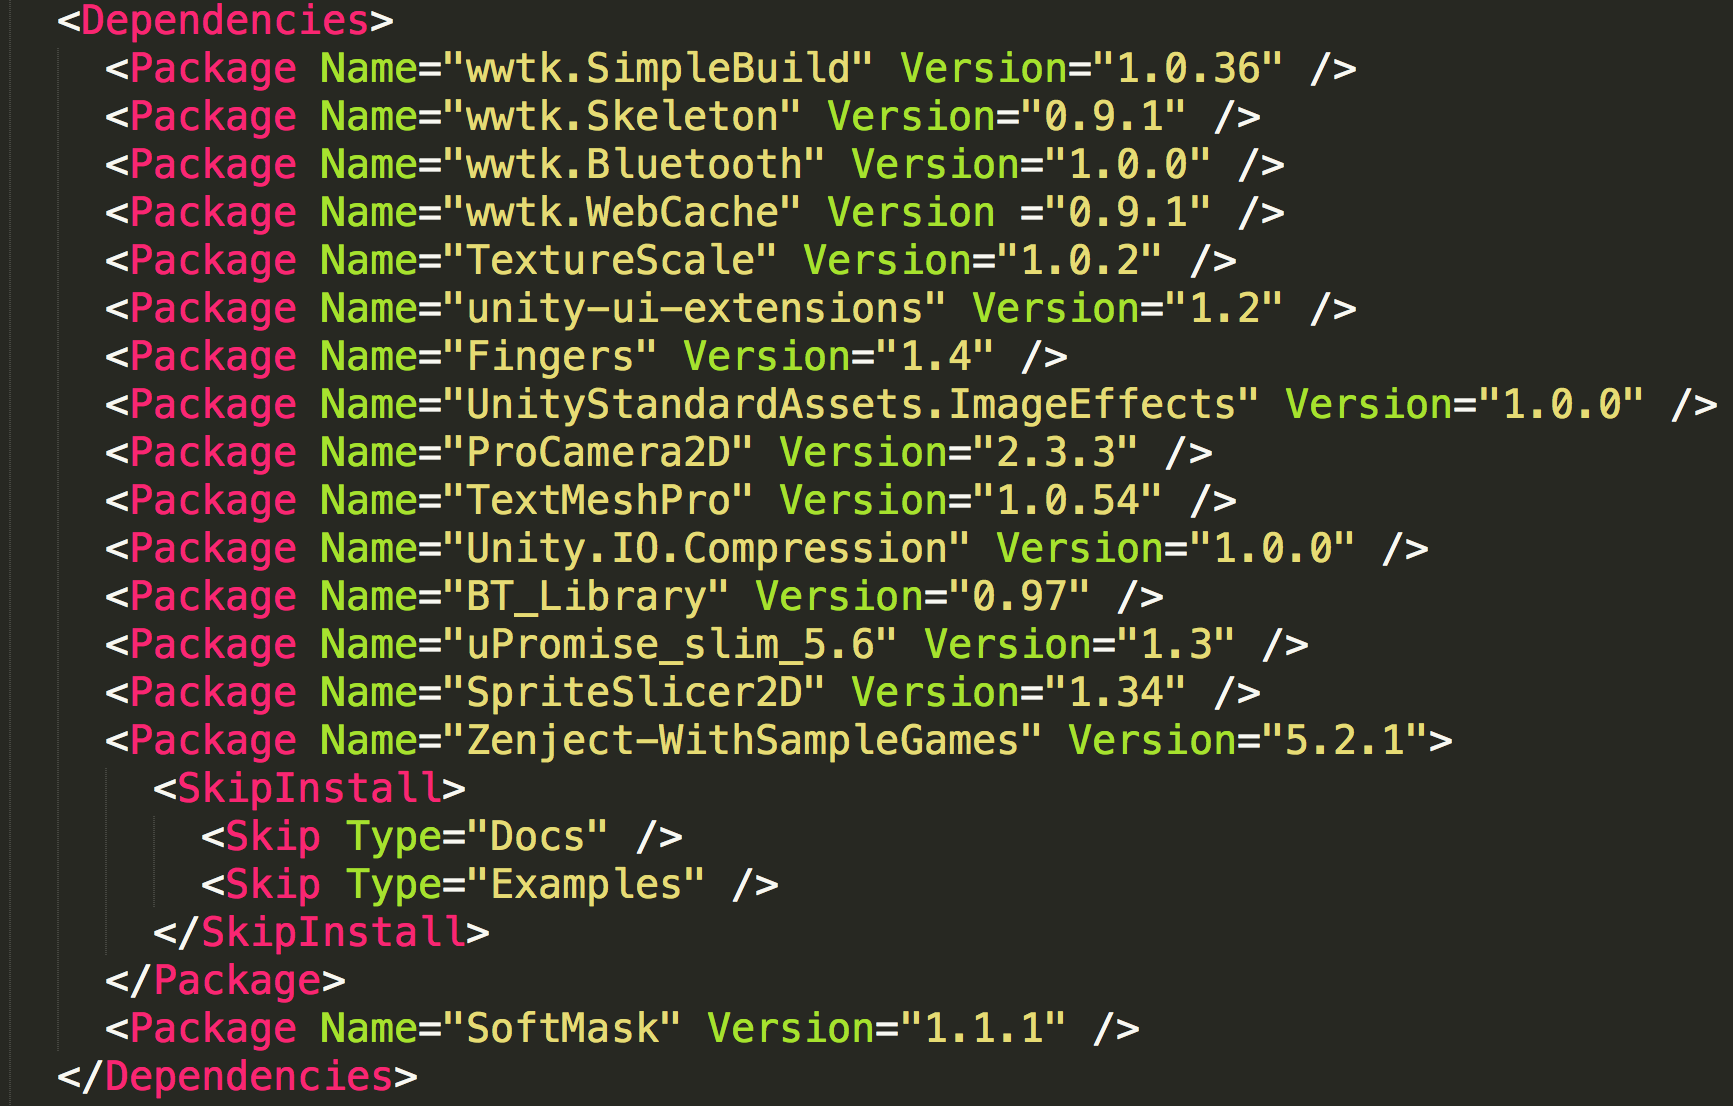 <Dependencies>
<Package Name="wwtk.SimpleBuild" Version="1.0.36" />
<Package Name="wwtk.Skeleton" Version="0.9.1" />
<Package Name="wwtk.Bluetooth" Version="1.0.0" />
<Package Name="wwtk.WebCache" Version ="0.9.1" />
<Package Name="TextureScale" Version="1.0.2" />
<Package Name="unity-ui-extensions" Version="1.2" />
<Package Name="Fingers" Version="1.4" />
<Package Name="UnityStandardAssets.ImageEffects" Version="1.0.0" />
<Package Name="ProCamera2D" Version="2.3.3" />
<Package Name="TextMeshPro" Version="1.0.54" />
<Package Name="Unity.IO.Compression" Version="1.0.0" />
<Package Name="BT_Library" Version="0.97" />
<Package Name="uPromise_slim_5.6" Version="1.3" />
<Package Name="SpriteSlicer2D" Version="1.34" />
<Package Name="Zenject-WithSampleGames" Version="5.2.1">
<SkipInstall>
<Skip Type="Docs" />
<Skip Type="Examples" />
</SkipInstall>
</Package>
<Package Name="SoftMask" Version="1.1.1" />
</Dependencies>